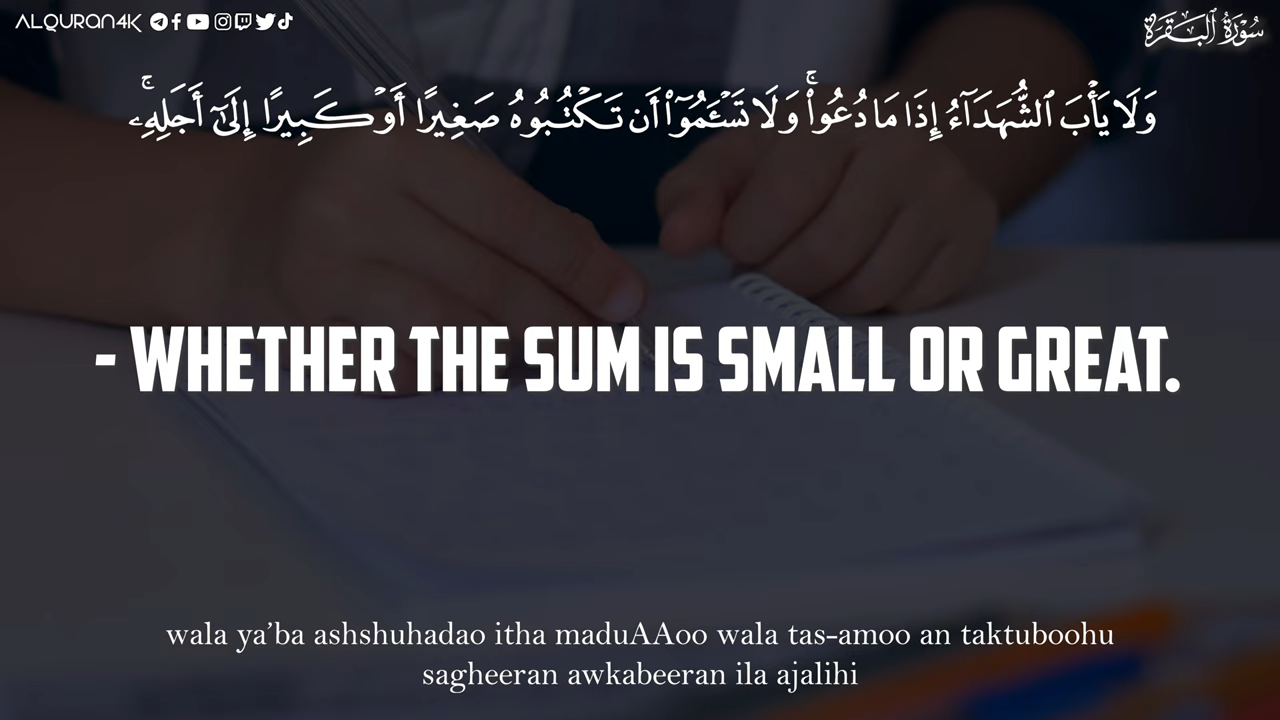 ALQURAN4K
سُورَةُ ٱلْبَقَرَةِ
وَلَا يَأْبَ ٱلشُّهَدَآءُ إِذَا مَا دُعُوا۟ ۚ وَلَا تَسْـَٔمُوٓا۟ أَن تَكْتُبُوهُ صَغِيرًا أَوْ كَبِيرًا إِلَىٰٓ أَجَلِهِۦ ۚ
- WHETHER THE SUM IS SMALL OR GREAT.
wala ya’ba ashshuhadao itha maduAAoo wala tas-amoo an taktuboohu
sagheeran awkabeeran ila ajalihi